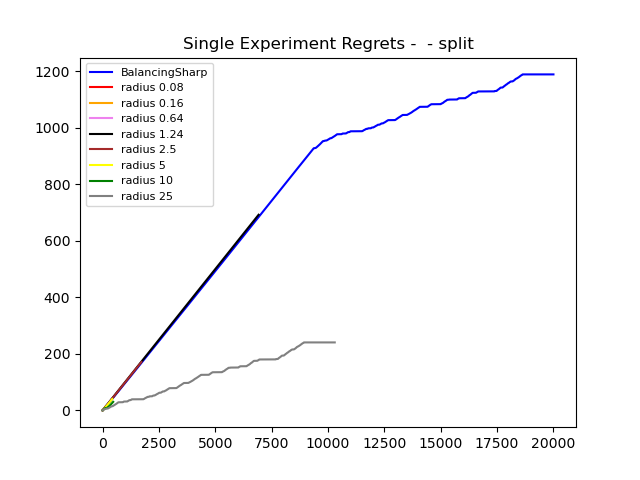 Single Experiment Regrets -  - split
1200
1000
800
600
400
200
0
BalancingSharp
radius 0.08
radius 0.16
radius 0.64
radius 1.24
radius 2.5
radius 5
radius 10
radius 25
0 2500 5000 7500 10000 12500 15000 17500 20000